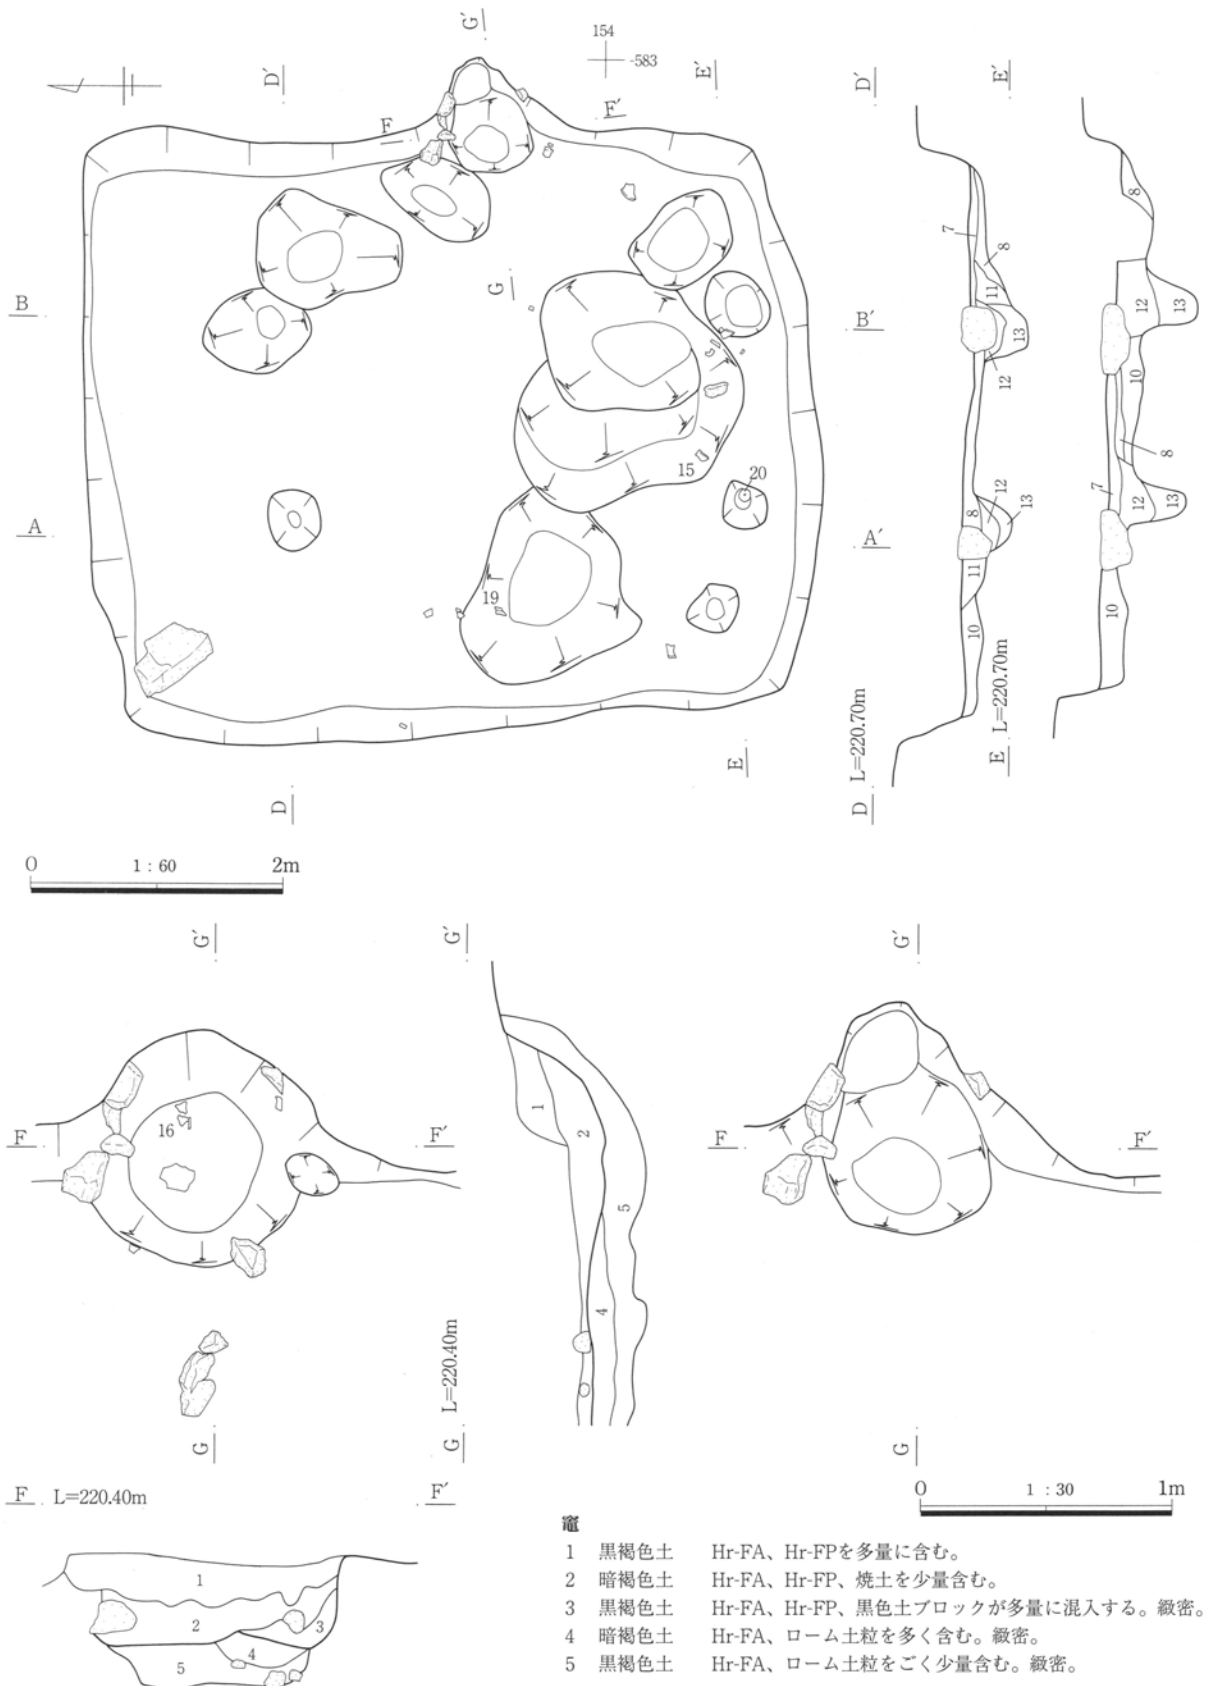 G′
154
-583
D′
E′
D′
E′
F
F′
8
7
8
B
G
B′
11
12
13
13
12
10
8
15
20
7
12
13
A
A′
8
12
13
19
11
10
10
L=220.70m
L=220.70m
E
E
D
D
0 1：60 2m
G′
G′
G′
1
2
16
F
F′
F
F′
5
4
L=220.40m
G
G
G
F L=220.40m F′
0 1：30 1m
1
2
3
4
5
竈
1 黒褐色土 Hr-FA、Hr-FPを多量に含む。
2 暗褐色土 Hr-FA、Hr-FP、焼土を少量含む。
3 黒褐色土 Hr-FA、Hr-FP、黒色土ブロックが多量に混入する。緻密。
4 暗褐色土 Hr-FA、ローム土粒を多く含む。緻密。
5 黒褐色土 Hr-FA、ローム土粒をごく少量含む。緻密。